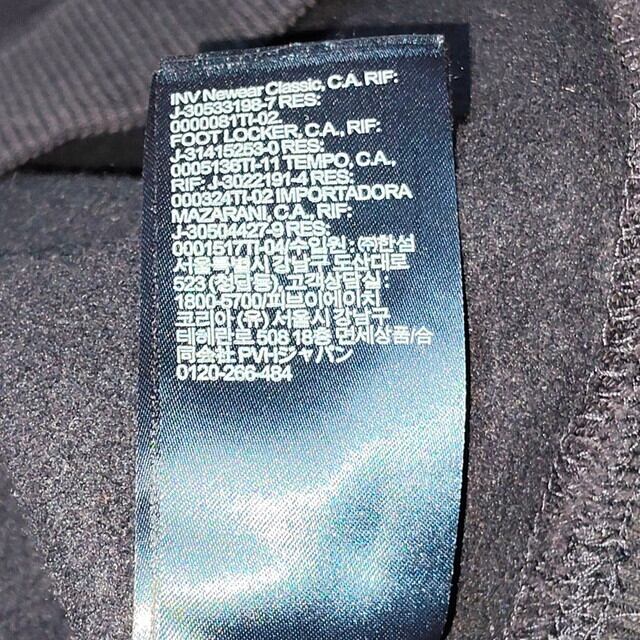 INV Newear Classic, C.A. RIF:
J-30533198-7 RES:
0000081TI-02
FOOT LOCKER, C.A., RIF:
J-31415253-0 RES:
0005136TI-11 TEMPO, C.A.,
RIF. J-3022191-4 RES:
000324TI-02 IMPORTADORA
MAZARANI, C.A., RIF:
J-30504427-9 RES:
0001517TI-04/수입원 : ㈜한섬
서울특별시 강남구 도산대로
523 (청담동), 고객상담실 :
1800-5700/피브이에이치
코리아 (유) 서울시 강남구
테헤란로 508 18층 면세상품/合
同会社 PVHジャパン
0120-266-484